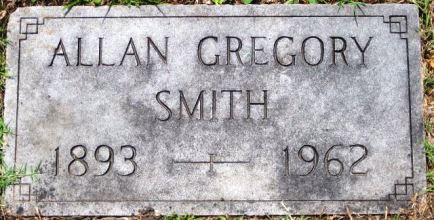 ALLAN GREGORY
SMITH
1893 — 1962